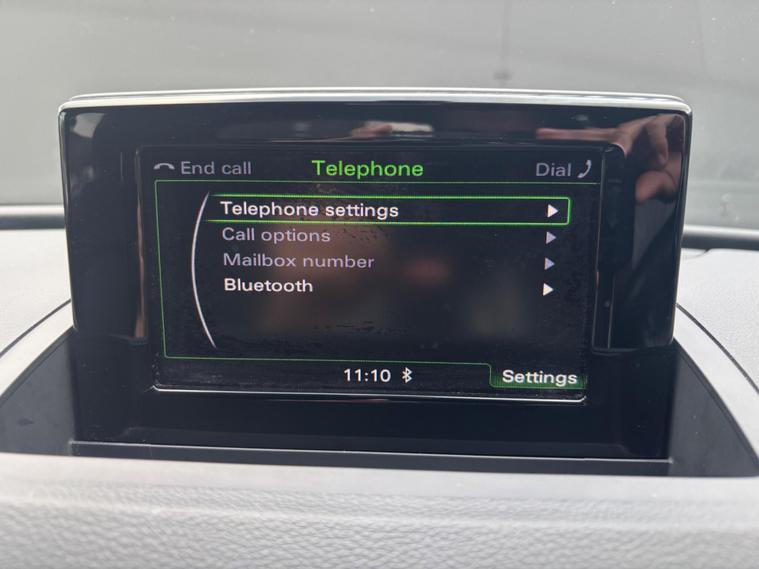 End call Telephone Dial
Telephone settings
Call options
Mailbox number
Bluetooth
11:10
Settings